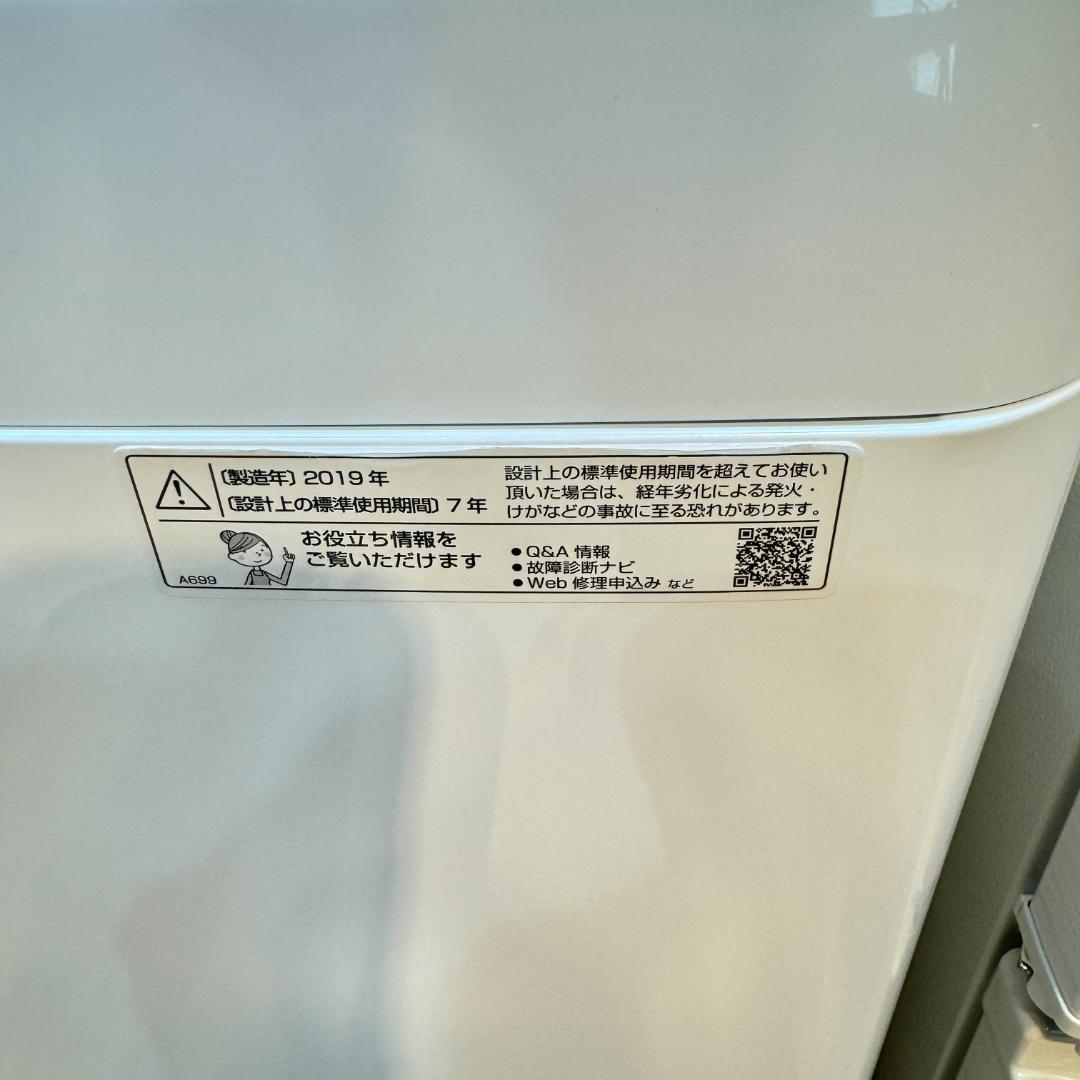 〔製造年〕2019年
〔設計上の標準使用期間〕7年
設計上の標準使用期間を超えてお使い
頂いた場合は、経年劣化による発火・
けがなどの事故に至る恐れがあります。
お役立ち情報を
ご覧いただけます
●Q&A 情報
●故障診断ナビ
●Web 修理申込み など
A699